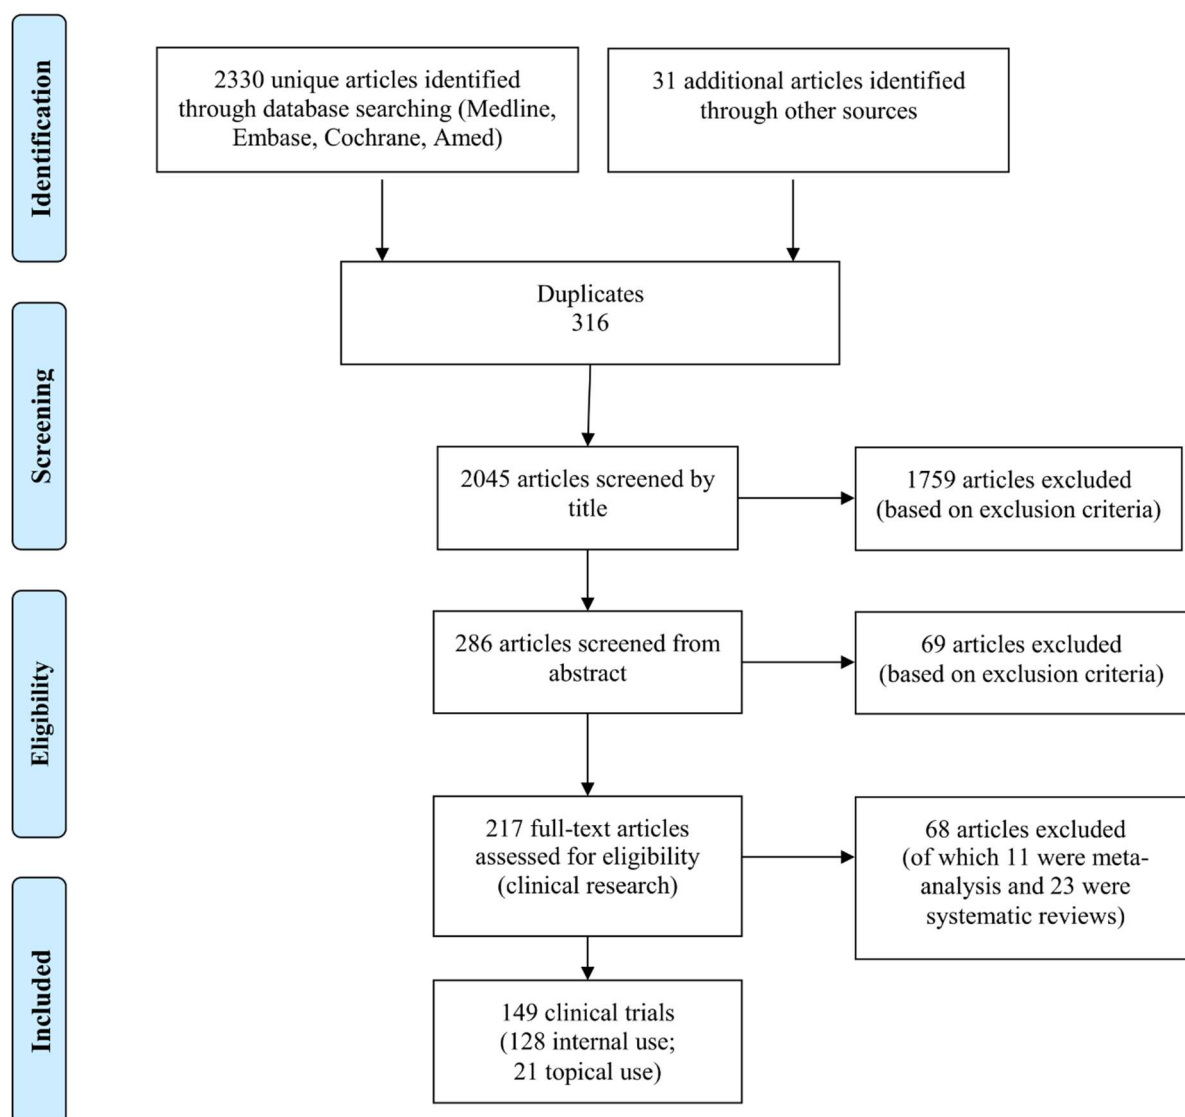 Identification
2330 unique articles identified
through database searching (Medline,
Embase, Cochrane, Amed)
31 additional articles identified
through other sources
Duplicates
316
Screening
2045 articles screened by
title
1759 articles excluded
(based on exclusion criteria)
Eligibility
286 articles screened from
abstract
69 articles excluded
(based on exclusion criteria)
217 full-text articles
assessed for eligibility
(clinical research)
68 articles excluded
(of which 11 were meta-
analysis and 23 were
systematic reviews)
Included
149 clinical trials
(128 internal use;
21 topical use)